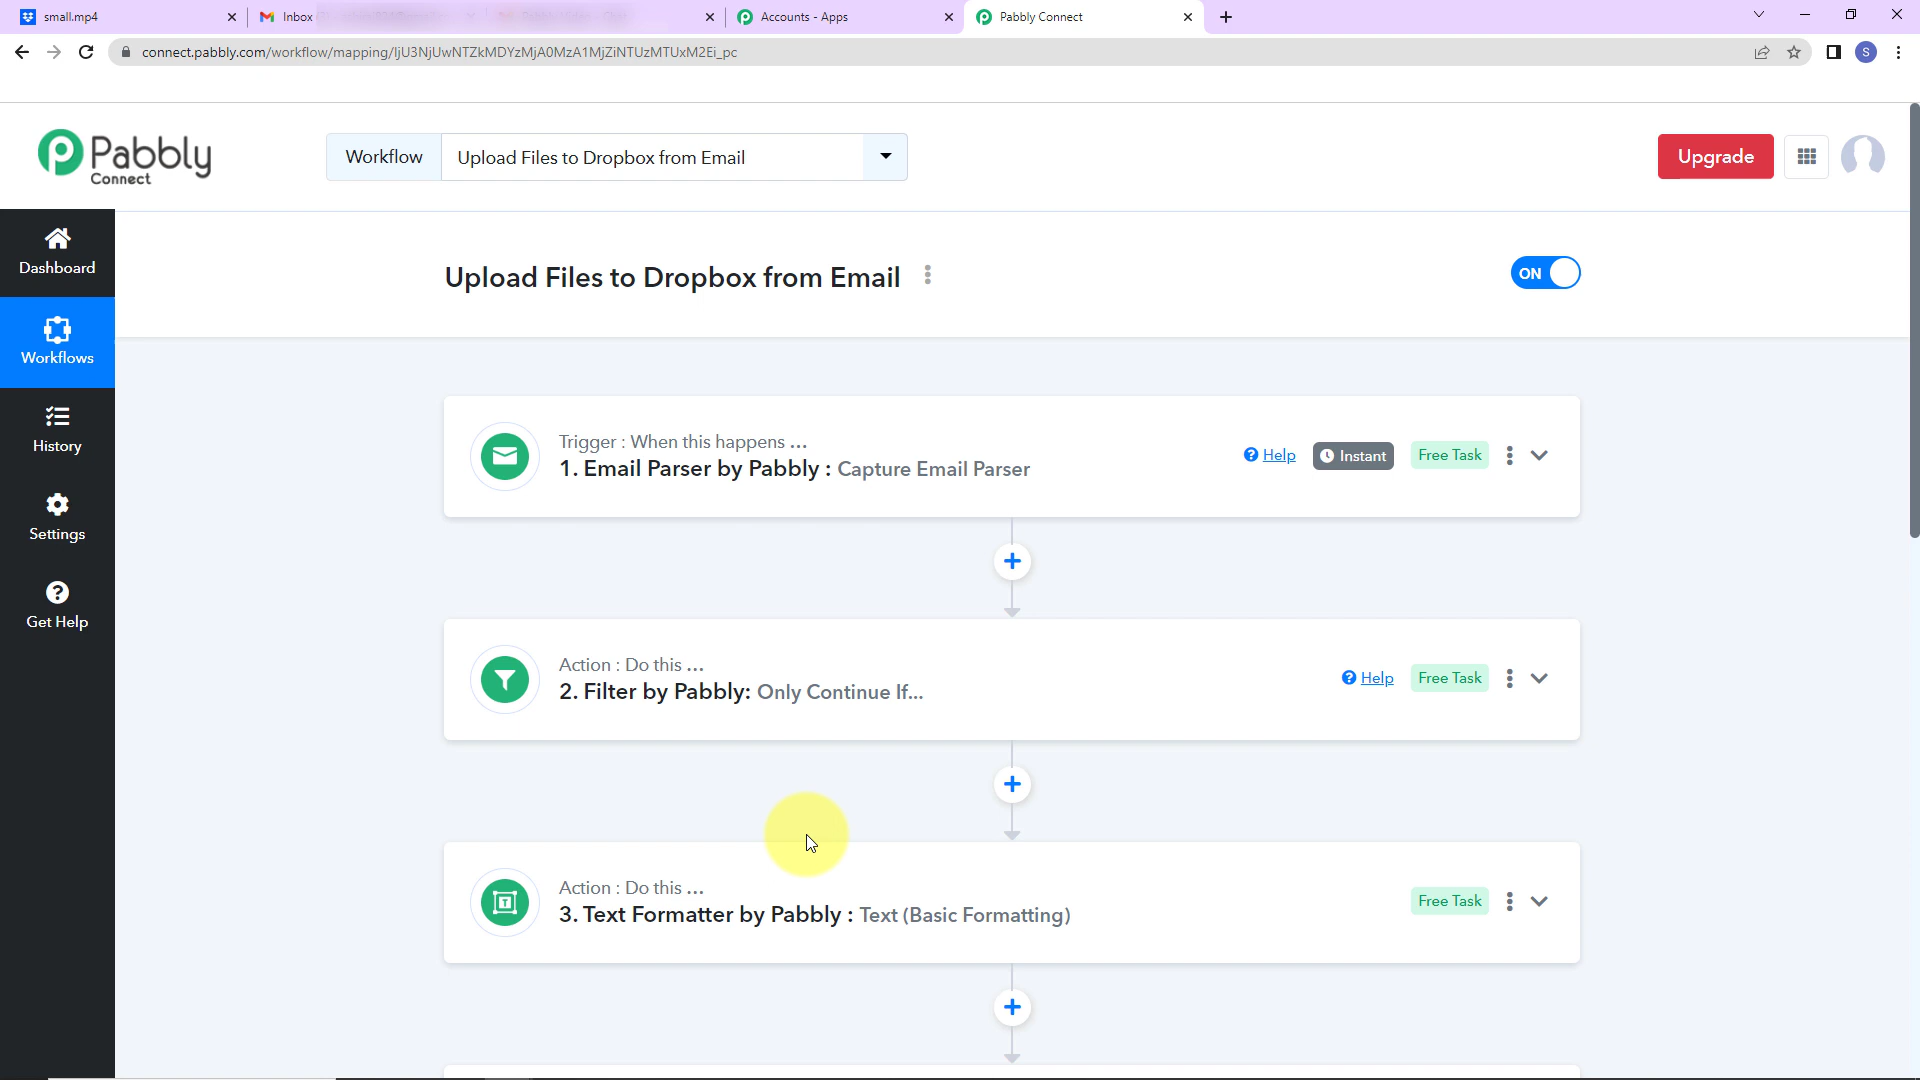 small.mp4
Inbox
Accounts - Apps
Pabbly Connect
connect.pabbly.com/workflow/mapping/IjU3NjUwNTZkMDYzMjA0MzA1MjZiNTUzMTUxM2Ei_pc
S
Pabbly
Connect
Workflow
Upload Files to Dropbox from Email
Upgrade
Dashboard
Workflows
History
Settings
Get Help
Upload Files to Dropbox from Email
ON
Trigger : When this happens ...
1. Email Parser by Pabbly : Capture Email Parser
Help
Instant
Free Task
Action : Do this ...
2. Filter by Pabbly: Only Continue If...
Help
Free Task
Action : Do this ...
3. Text Formatter by Pabbly : Text (Basic Formatting)
Free Task